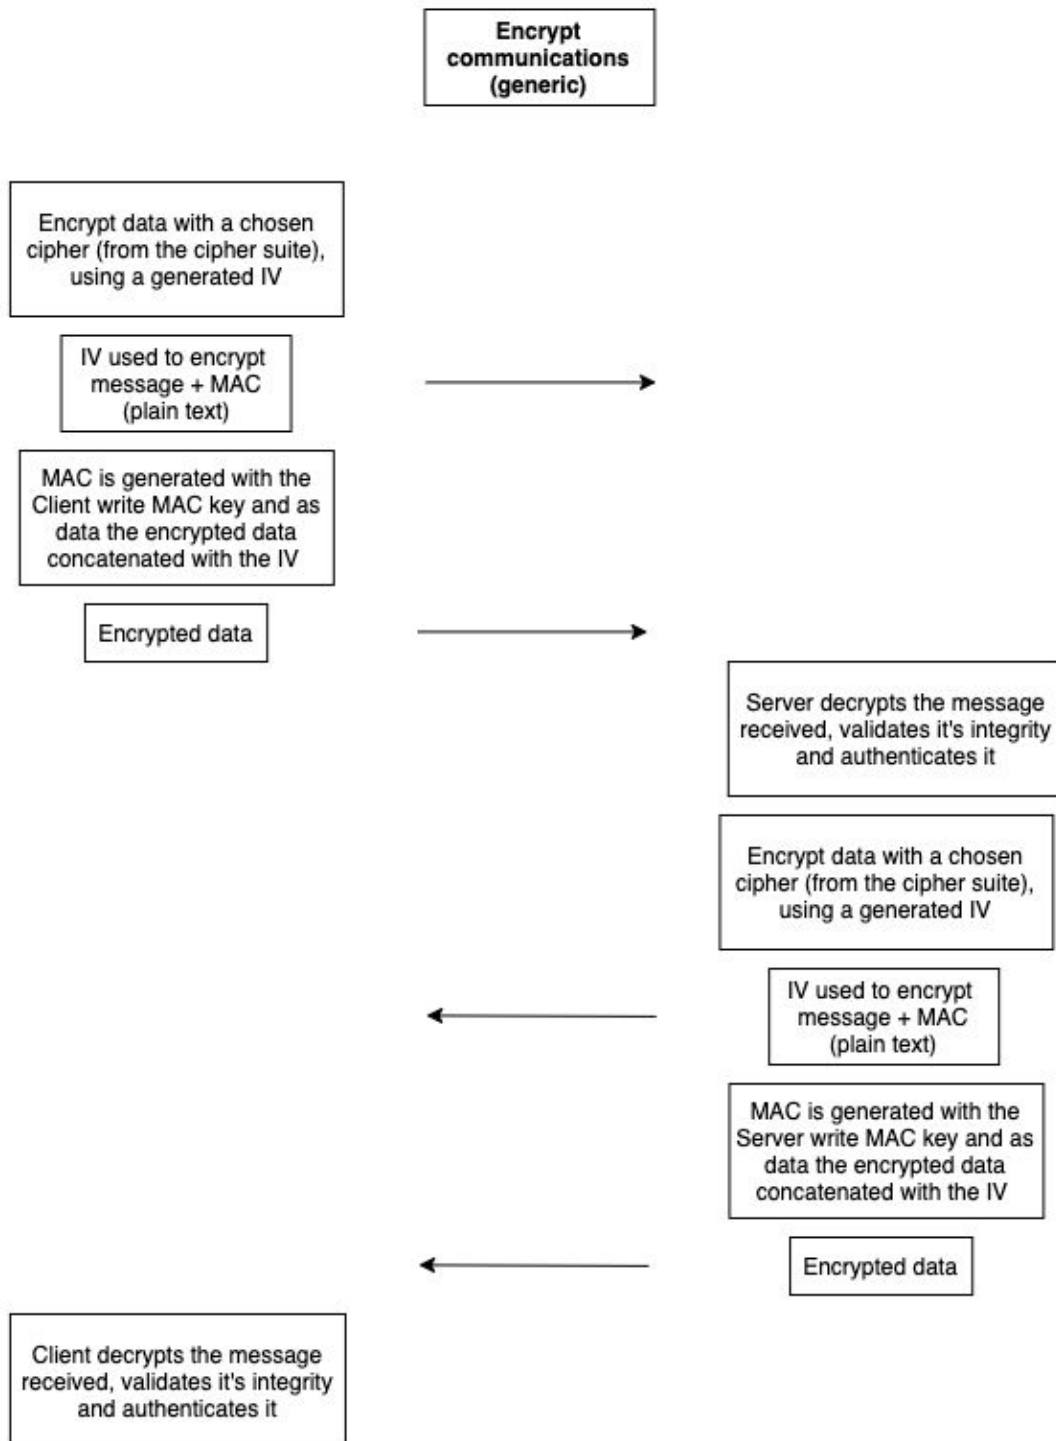 Encrypt
communications
(generic)
Encrypt data with a chosen
cipher (from the cipher suite),
using a generated IV
IV used to encrypt
message + MAC
(plain text)
MAC is generated with the
Client write MAC key and as
data the encrypted data
concatenated with the IV
Encrypted data
Server decrypts the message
received, validates it's integrity
and authenticates it
Encrypt data with a chosen
cipher (from the cipher suite),
using a generated IV
IV used to encrypt
message + MAC
(plain text)
MAC is generated with the
Server write MAC key and as
data the encrypted data
concatenated with the IV
Encrypted data
Client decrypts the message
received, validates it's integrity
and authenticates it